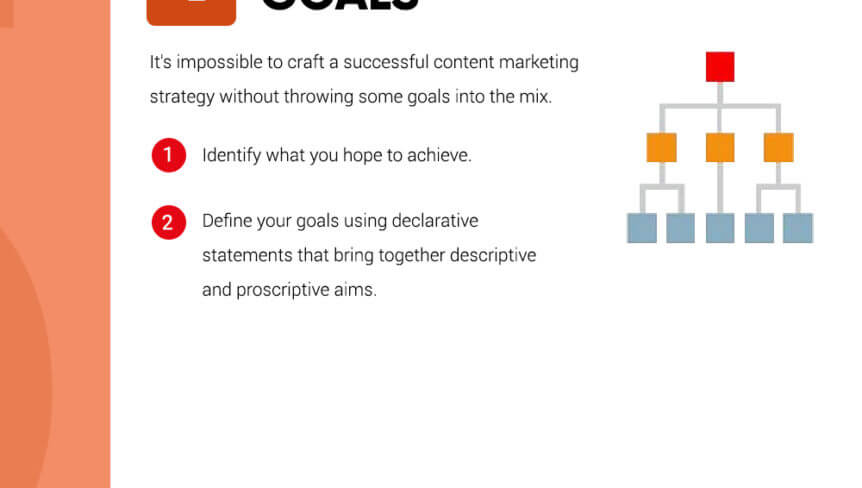 GOALS
It's impossible to craft a successful content marketing
strategy without throwing some goals into the mix.
1 Identify what you hope to achieve.
2 Define your goals using declarative
statements that bring together descriptive
and proscriptive aims.